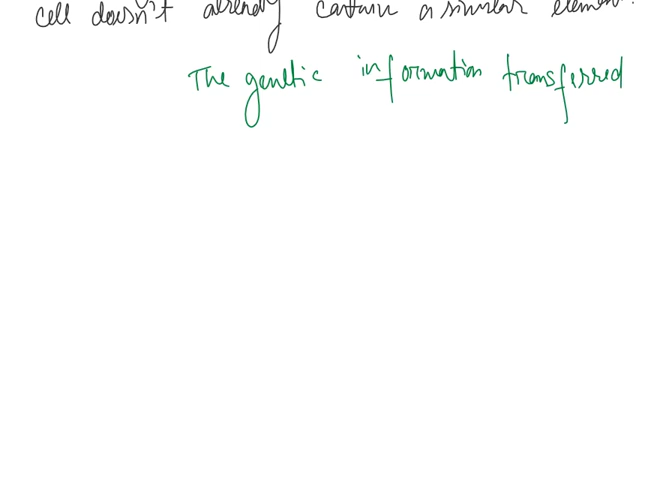 cell doesn't already contain a similar element.
The genetic information transferred